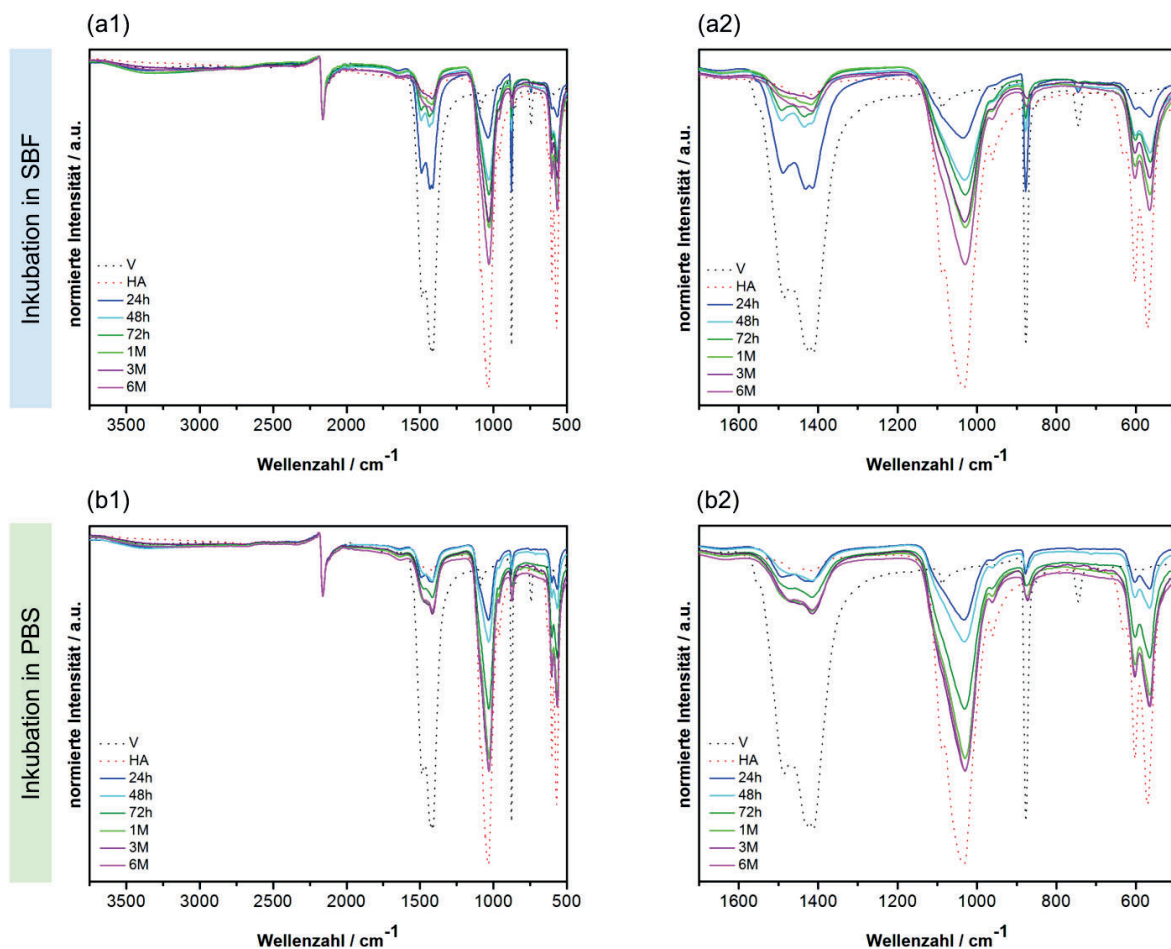 (a1)
(a2)
Inkubation in SBF
normierte Intensität / a.u.
V
HA
24h
48h
72h
1M
3M
6M
3500 3000 2500 2000 1500 1000 500
Wellenzahl / cm-1
normierte Intensität / a.u.
V
HA
24h
48h
72h
1M
3M
6M
1600 1400 1200 1000 800 600
Wellenzahl / cm-1
(b1)
(b2)
Inkubation in PBS
normierte Intensität / a.u.
V
HA
24h
48h
72h
1M
3M
6M
3500 3000 2500 2000 1500 1000 500
Wellenzahl / cm-1
normierte Intensität / a.u.
V
HA
24h
48h
72h
1M
3M
6M
1600 1400 1200 1000 800 600
Wellenzahl / cm-1